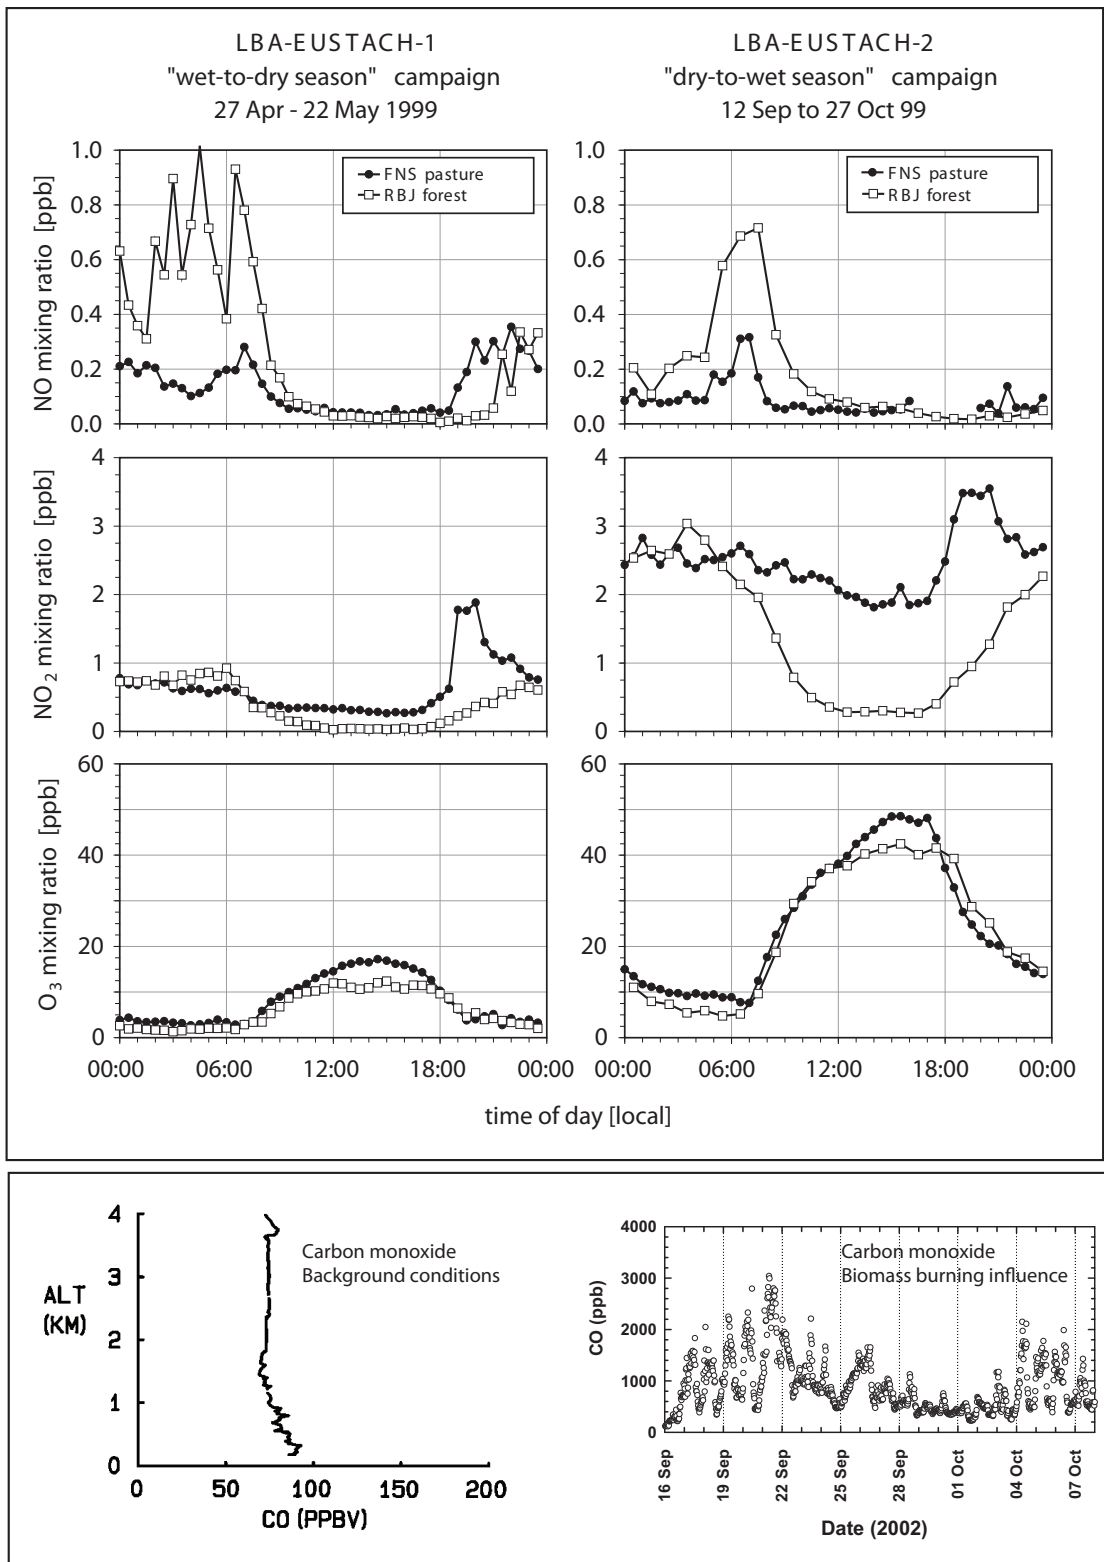 LBA-EUSTACH-1
"wet-to-dry season" campaign
27 Apr - 22 May 1999
LBA-EUSTACH-2
"dry-to-wet season" campaign
12 Sep to 27 Oct 99
NO mixing ratio [ppb]
1.0
0.8
0.6
0.4
0.2
0.0
FNS pasture
RBJ forest
1.0
0.8
0.6
0.4
0.2
0.0
FNS pasture
RBJ forest
NO2 mixing ratio [ppb]
4
3
2
1
0
4
3
2
1
0
O3 mixing ratio [ppb]
60
40
20
0
60
40
20
0
00:00 06:00 12:00 18:00 00:00
00:00 06:00 12:00 18:00 00:00
time of day [local]
ALT
(KM)
4
3
2
1
0
Carbon monoxide
Background conditions
0 50 100 150 200
CO (PPBV)
CO (ppb)
4000
3000
2000
1000
0
Carbon monoxide
Biomass burning influence
16 Sep
19 Sep
22 Sep
25 Sep
28 Sep
01 Oct
04 Oct
07 Oct
Date (2002)